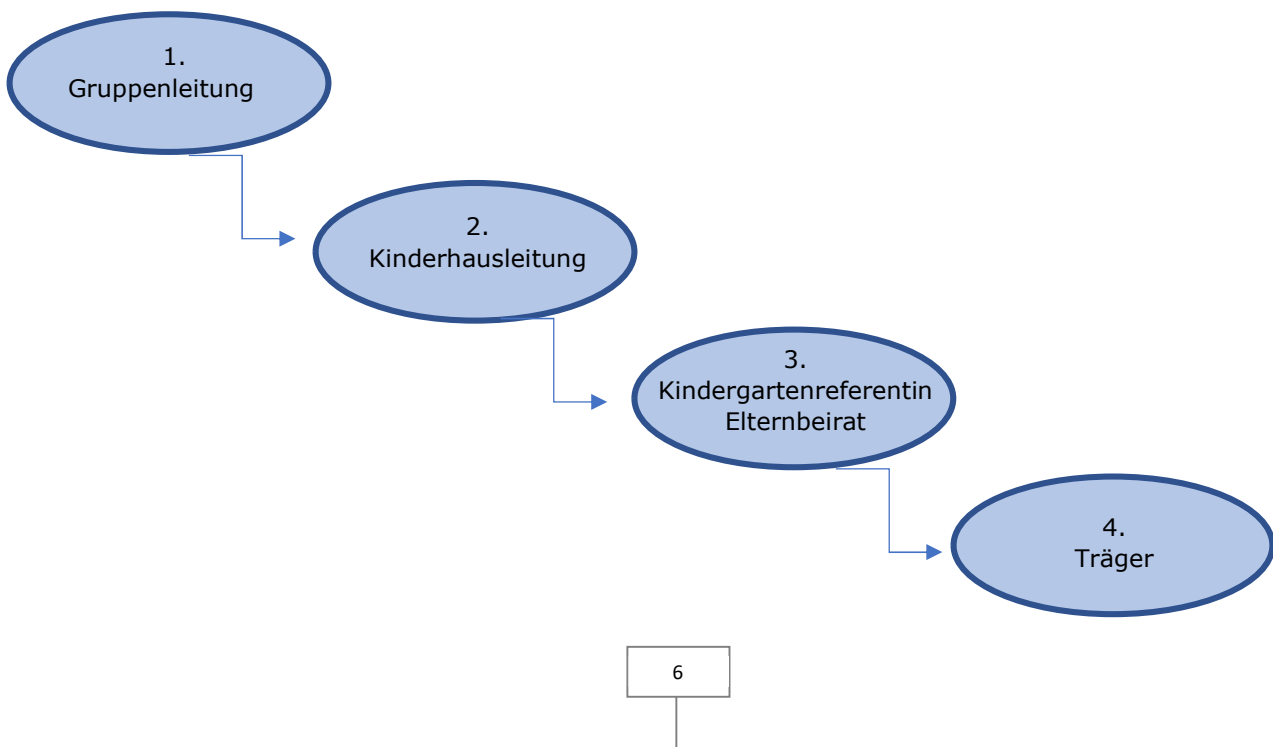 1.
Gruppenleitung
2.
Kinderhausleitung
3.
Kindergartenreferentin
Elternbeirat
4.
Träger
6